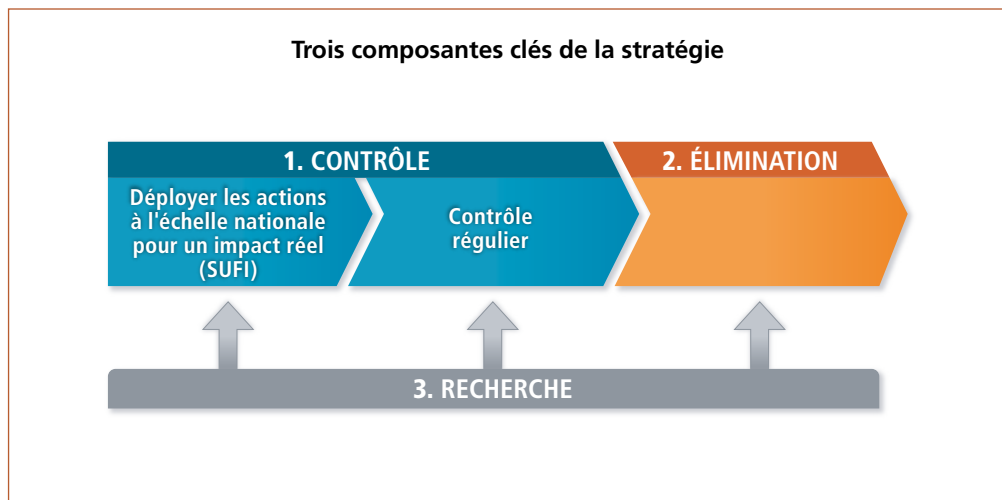 Trois composantes clés de la stratégie
1. CONTRÔLE
2. ÉLIMINATION
Déployer les actions
à l'échelle nationale
pour un impact réel
(SUFI)
Contrôle
régulier
3. RECHERCHE